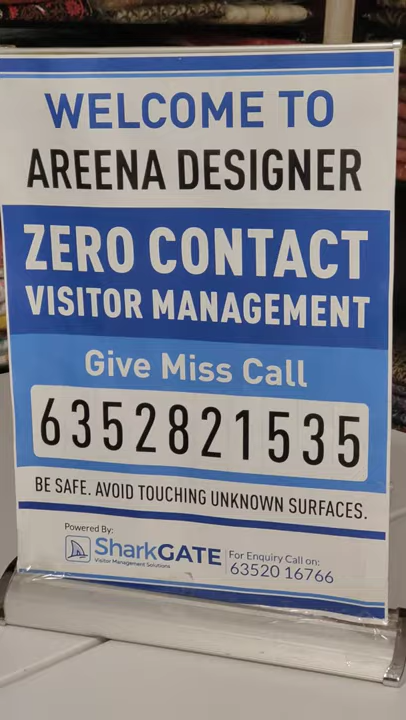 WELCOME TO
AREENA DESIGNER
ZERO CONTACT
VISITOR MANAGEMENT
Give Miss Call
6352821535
BE SAFE. AVOID TOUCHING UNKNOWN SURFACES.
Powered By:
SharkGATE
Visitor Management Solutions
For Enquiry Call on:
63520 16766